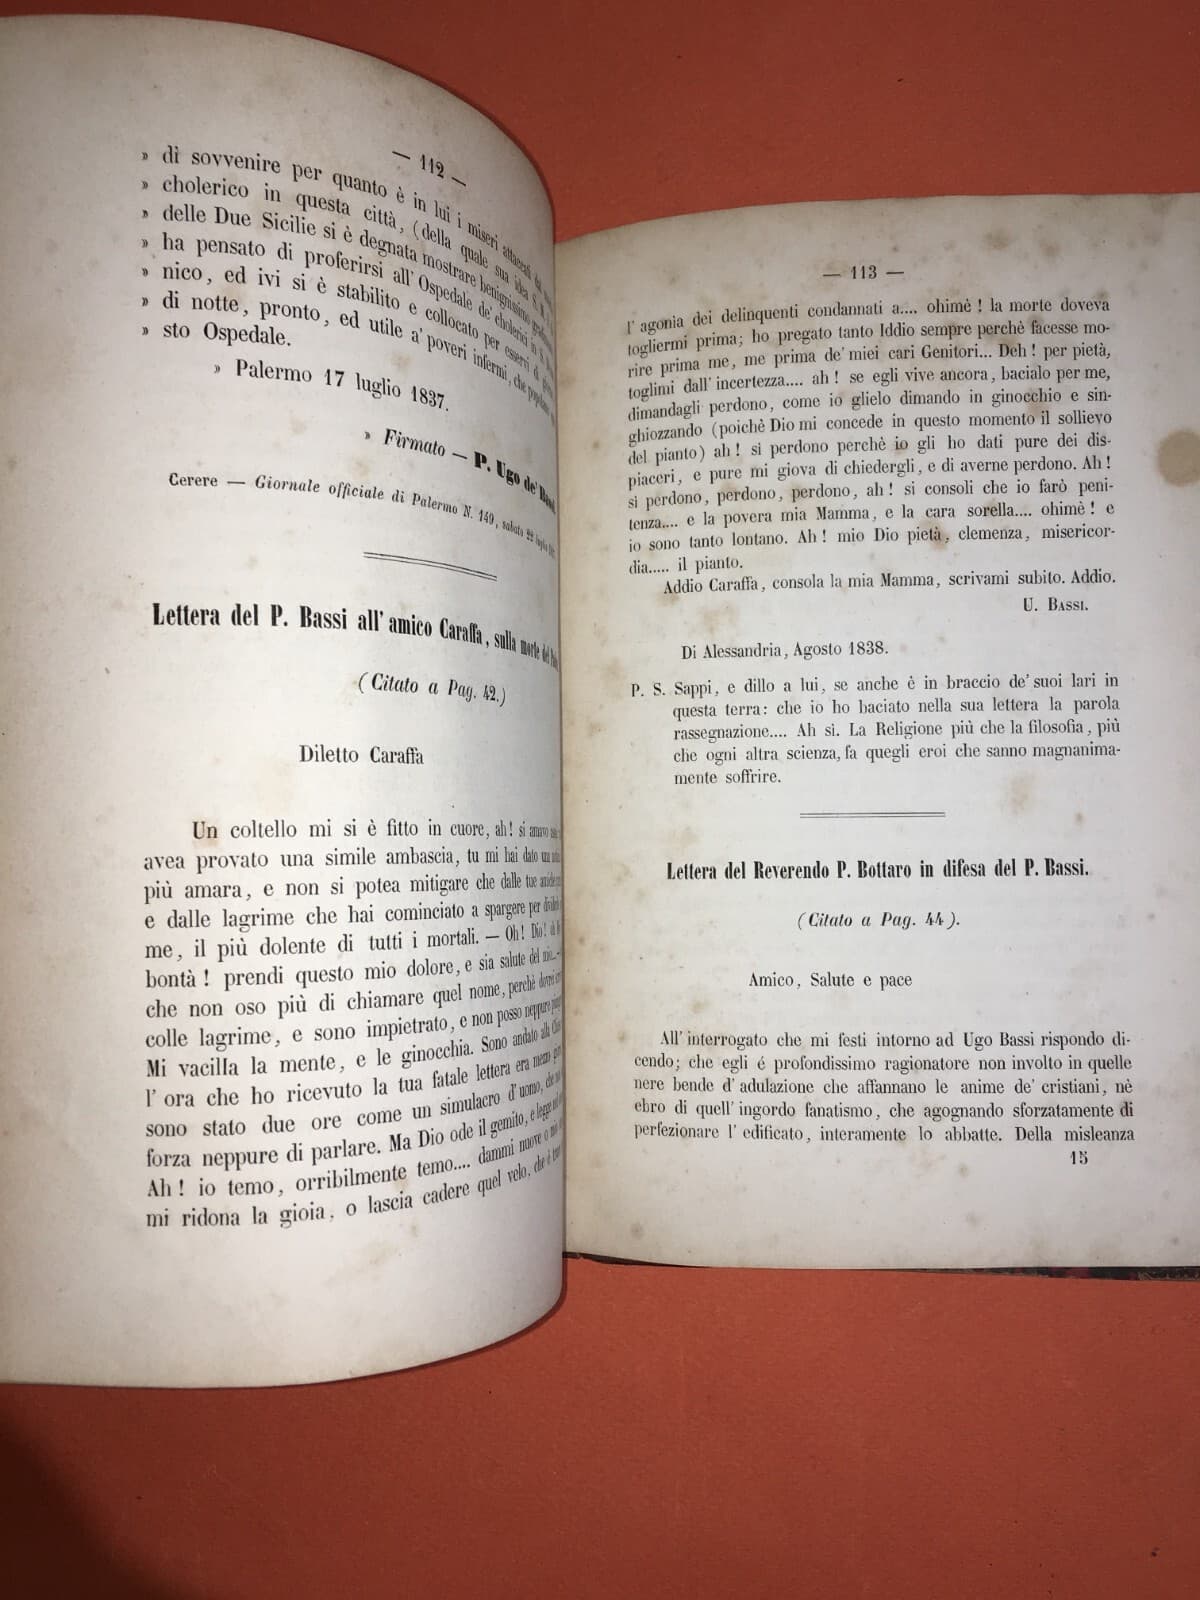 — 112 —
» di sovvenire per quanto è in lui i miseri attaccati dal
» cholerico in questa città, (della quale sua idea S. M.
» delle Due Sicilie si è degnata mostrare benignissimo
» ha pensato di proferirsi all' Ospedale de' cholerici in S.
» nico, ed ivi si è stabilito e collocato per esservi di
» di notte, pronto, ed utile a' poveri infermi, che
» sto Ospedale.
» Palermo 17 luglio 1837.
» Firmato — P. Ugo de' Bassi.
Cerere — Giornale officiale di Palermo N. 149, sabato 22 luglio
Lettera del P. Bassi all' amico Caraffa, sulla morte del
(Citato a Pag. 42.)
Diletto Caraffa
Un coltello mi si è fitto in cuore, ah! si
avea provato una simile ambascia, tu mi hai dato
più amara, e non si potea mitigare che dalle tue
e dalle lagrime che hai cominciato a spargere per
me, il più dolente di tutti i mortali. — Oh! Dio!
bontà! prendi questo mio dolore, e sia salute del mio...
che non oso più di chiamare quel nome, perchè dovrei
colle lagrime, e sono impietrato, e non posso neppure
Mi vacilla la mente, e le ginocchia. Sono andato alla
l' ora che ho ricevuto la tua fatale lettera era
sono stato due ore come un simulacro d' uomo, che
forza neppure di parlare. Ma Dio ode il gemito, e legge
Ah! io temo, orribilmente temo.... dammi nuove o
mi ridona la gioia, o lascia cadere quel velo, che è
— 113 —
l' agonia dei delinquenti condannati a.... ohimè! la morte doveva
togliermi prima; ho pregato tanto Iddio sempre perchè facesse mo-
rire prima me, me prima de' miei cari Genitori... Deh! per pietà,
toglimi dall' incertezza.... ah! se egli vive ancora, bacialo per me,
dimandagli perdono, come io glielo dimando in ginocchio e sin-
ghiozzando (poichè Dio mi concede in questo momento il sollievo
del pianto) ah! si perdono perchè io gli ho dati pure dei dis-
piaceri, e pure mi giova di chiedergli, e di averne perdono. Ah!
si perdono, perdono, perdono, ah! si consoli che io farò peni-
tenza.... e la povera mia Mamma, e la cara sorella.... ohimè! e
io sono tanto lontano. Ah! mio Dio pietà, clemenza, misericor-
dia..... il pianto.
Addio Caraffa, consola la mia Mamma, scrivami subito. Addio.
U. BASSI.
Di Alessandria, Agosto 1838.
P. S. Sappi, e dillo a lui, se anche è in braccio de' suoi lari in
questa terra: che io ho baciato nella sua lettera la parola
rassegnazione.... Ah sì. La Religione più che la filosofia, più
che ogni altra scienza, fa quegli eroi che sanno magnanima-
mente soffrire.
Lettera del Reverendo P. Bottaro in difesa del P. Bassi.
(Citato a Pag. 44).
Amico, Salute e pace
All' interrogato che mi festi intorno ad Ugo Bassi rispondo di-
cendo; che egli é profondissimo ragionatore non involto in quelle
nere bende d' adulazione che affannano le anime de' cristiani, nè
ebro di quell' ingordo fanatismo, che agognando sforzatamente di
perfezionare l' edificato, interamente lo abbatte. Della misleanza
15